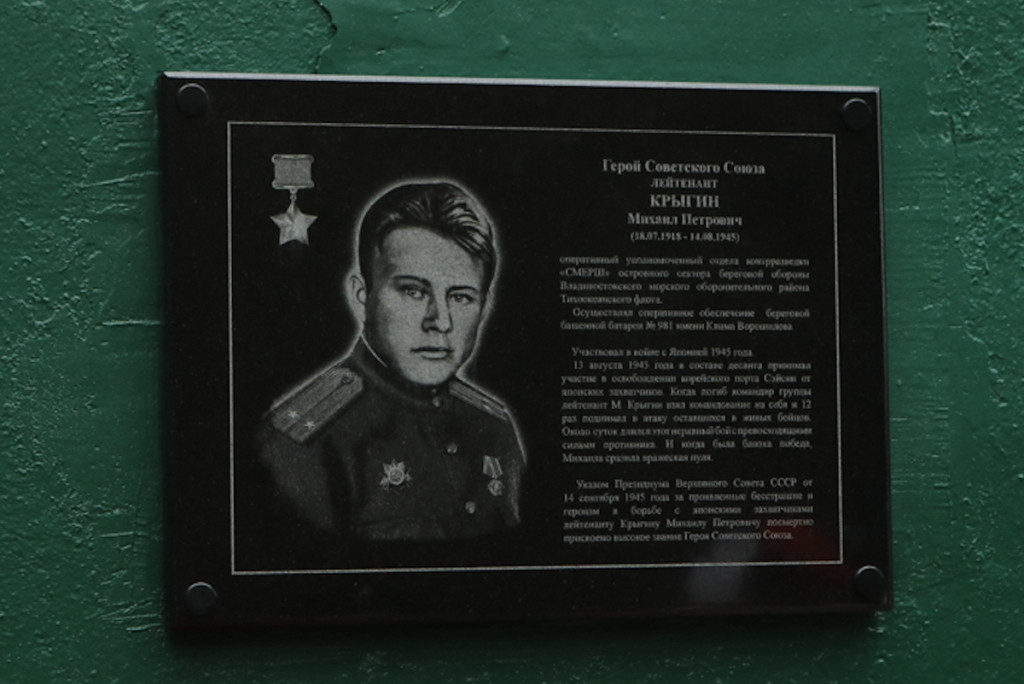 Герой Советского Союза
ЛЕЙТЕНАНТ
КРЫГИН
Михаил Петрович
(18.07.1918 - 14.08.1945)
оперативный уполномоченный отдела контрразведки
«СМЕРШ» островного сектора береговой обороны
Владивостокского морского оборонительного района
Тихоокеанского флота.
Осуществлял оперативное обеспечение береговой
башенной батареи № 981 имени Клима Ворошилова.
Участвовал в войне с Японией 1945 года.
13 августа 1945 года в составе десанта принимал
участие в освобождении корейского порта Сэйсин от
японских захватчиков. Когда погиб командир группы
лейтенант М. Крыгин взял командование на себя и 12
раз поднимал в атаку оставшихся в живых бойцов.
Около суток длился этот неравный бой с превосходящими
силами противника. И когда была близка победа,
Михаила сразила вражеская пуля.
Указом Президиума Верховного Совета СССР от
14 сентября 1945 года за проявленные бесстрашие и
героизм в борьбе с японскими захватчиками
лейтенанту Крыгину Михаилу Петровичу посмертно
присвоено высокое звание Героя Советского Союза.